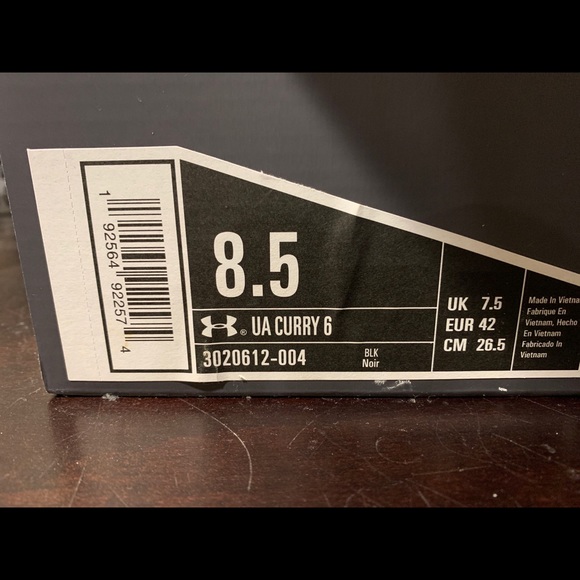 1 92564 92257 4
8.5
® UA CURRY 6
3020612-004
BLK
Noir
UK 7.5
EUR 42
CM 26.5
Made In Vietna
Fabrique En
Vietnam, Hecho
En Vietnam
Fabricado In
Vietnam